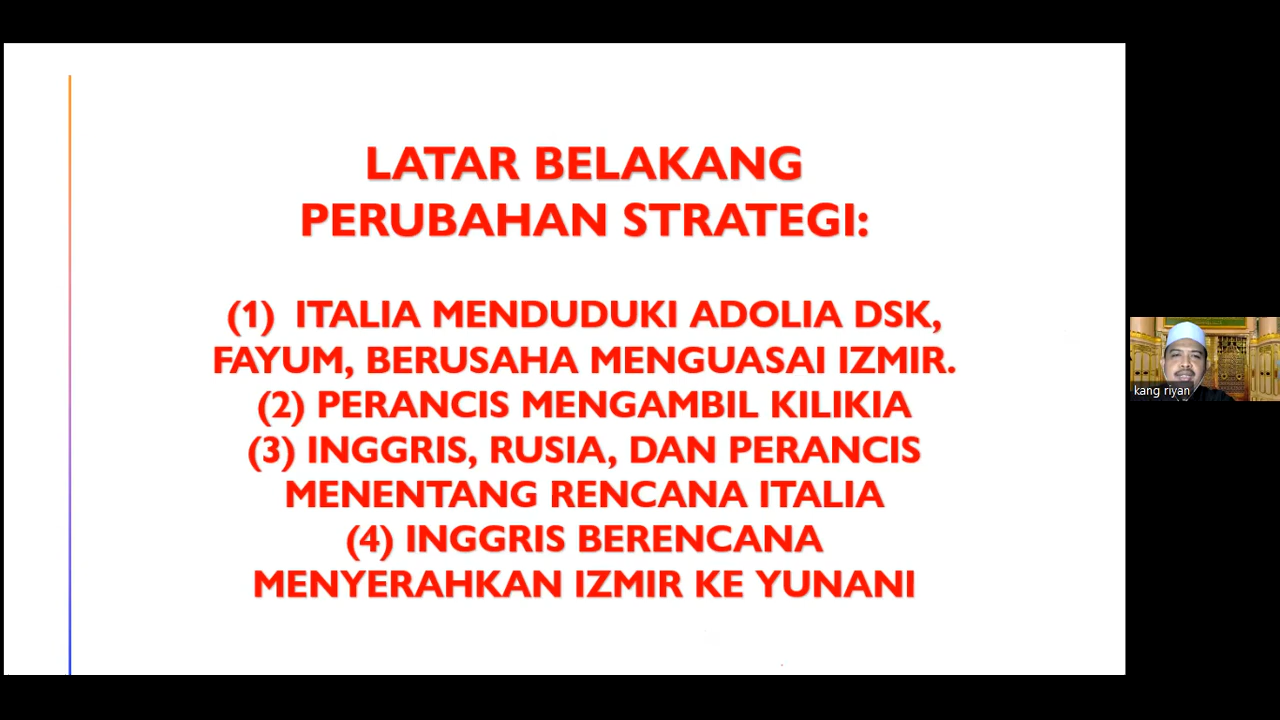 LATAR BELAKANG
PERUBAHAN STRATEGI:
(1) ITALIA MENDUDUKI ADOLIA DSK,
FAYUM, BERUSAHA MENGUASAI IZMIR.
(2) PERANCIS MENGAMBIL KILIKIA
(3) INGGRIS, RUSIA, DAN PERANCIS
MENENTANG RENCANA ITALIA
(4) INGGRIS BERENCANA
MENYERAHKAN IZMIR KE YUNANI
kang riyan